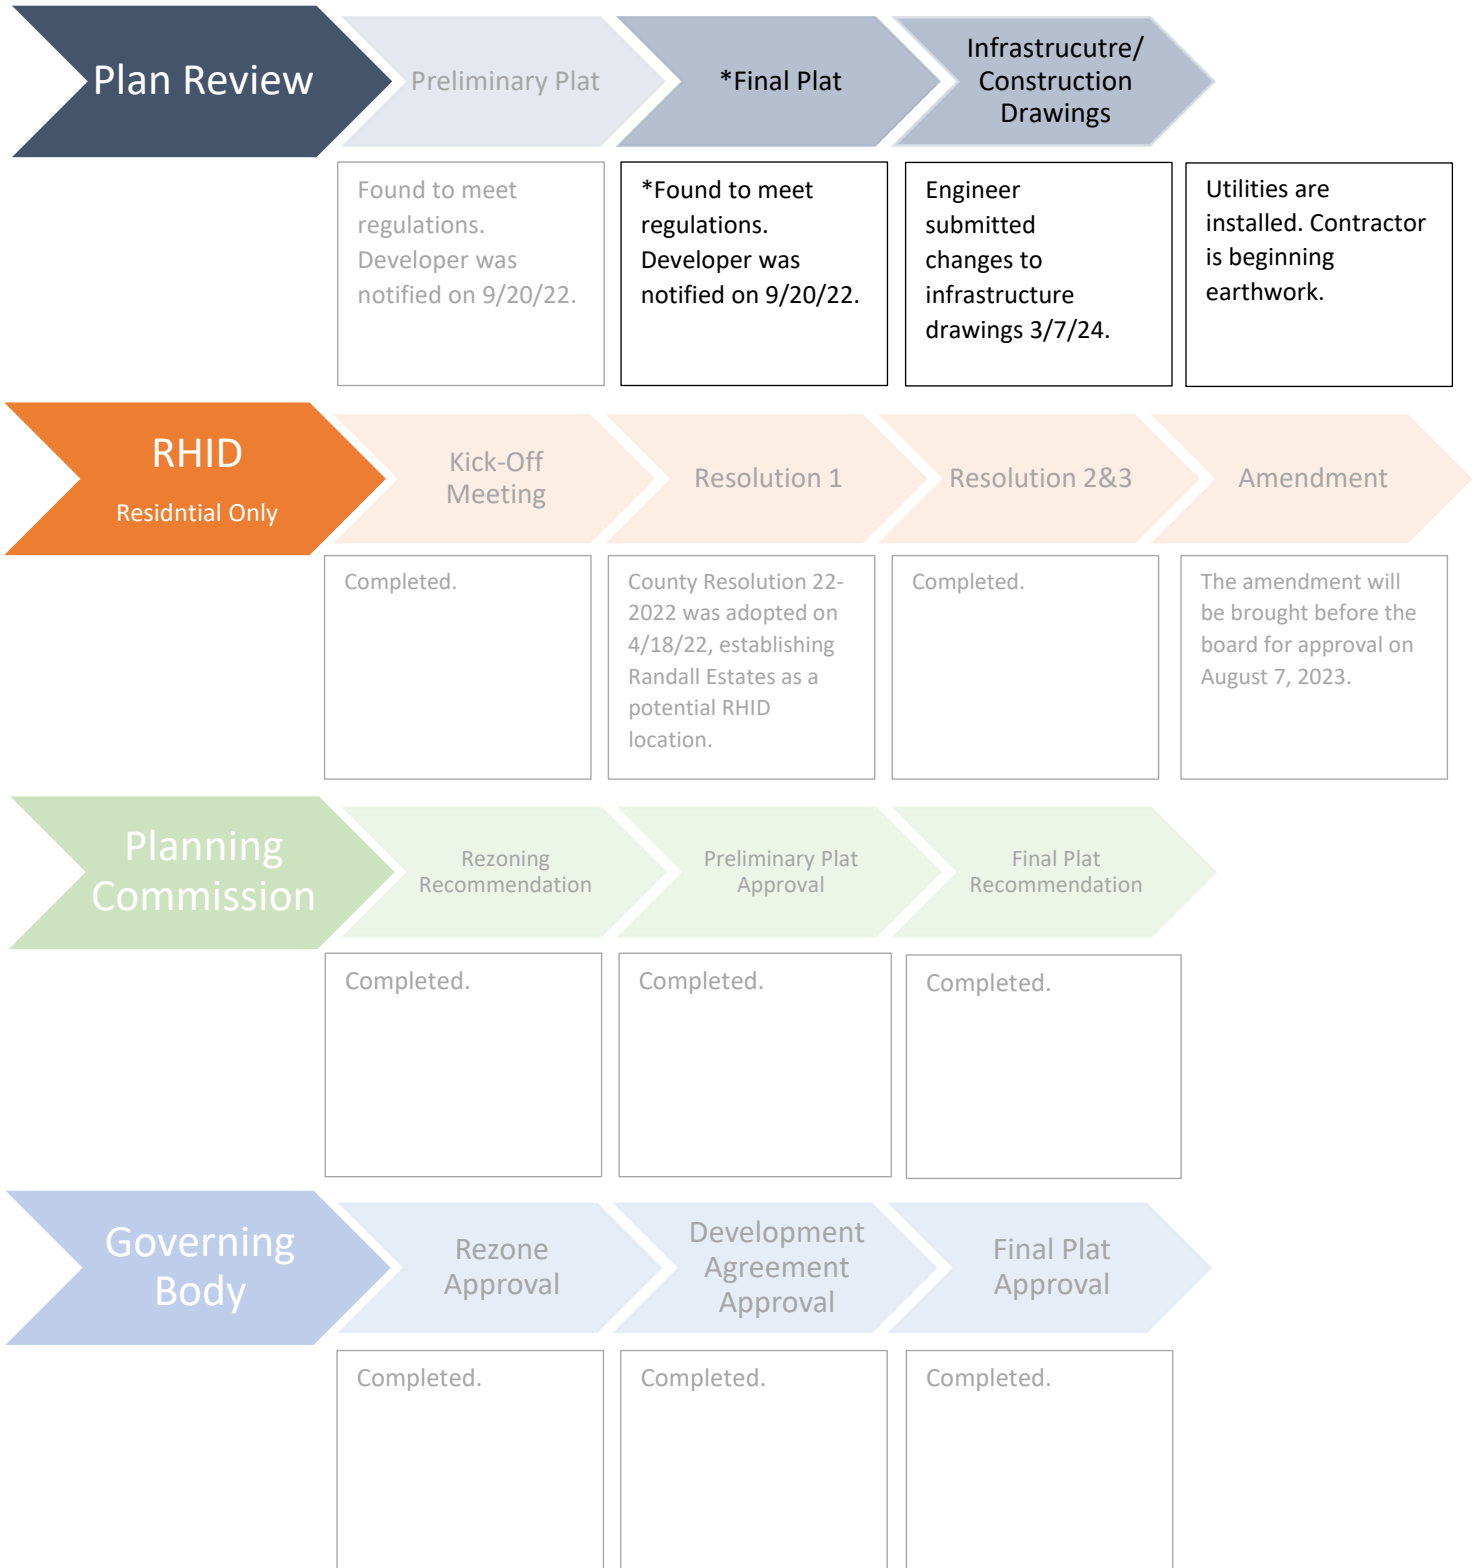 Plan Review
Preliminary Plat
*Final Plat
Infrastrucutre/
Construction
Drawings
Found to meet
regulations.
Developer was
notified on 9/20/22.
*Found to meet
regulations.
Developer was
notified on 9/20/22.
Engineer
submitted
changes to
infrastructure
drawings 3/7/24.
Utilities are
installed. Contractor
is beginning
earthwork.
RHID
Residntial Only
Kick-Off
Meeting
Resolution 1
Resolution 2&3
Amendment
Completed.
County Resolution 22-
2022 was adopted on
4/18/22, establishing
Randall Estates as a
potential RHID
location.
Completed.
The amendment will
be brought before the
board for approval on
August 7, 2023.
Planning
Commission
Rezoning
Recommendation
Preliminary Plat
Approval
Final Plat
Recommendation
Completed.
Completed.
Completed.
Governing
Body
Rezone
Approval
Development
Agreement
Approval
Final Plat
Approval
Completed.
Completed.
Completed.